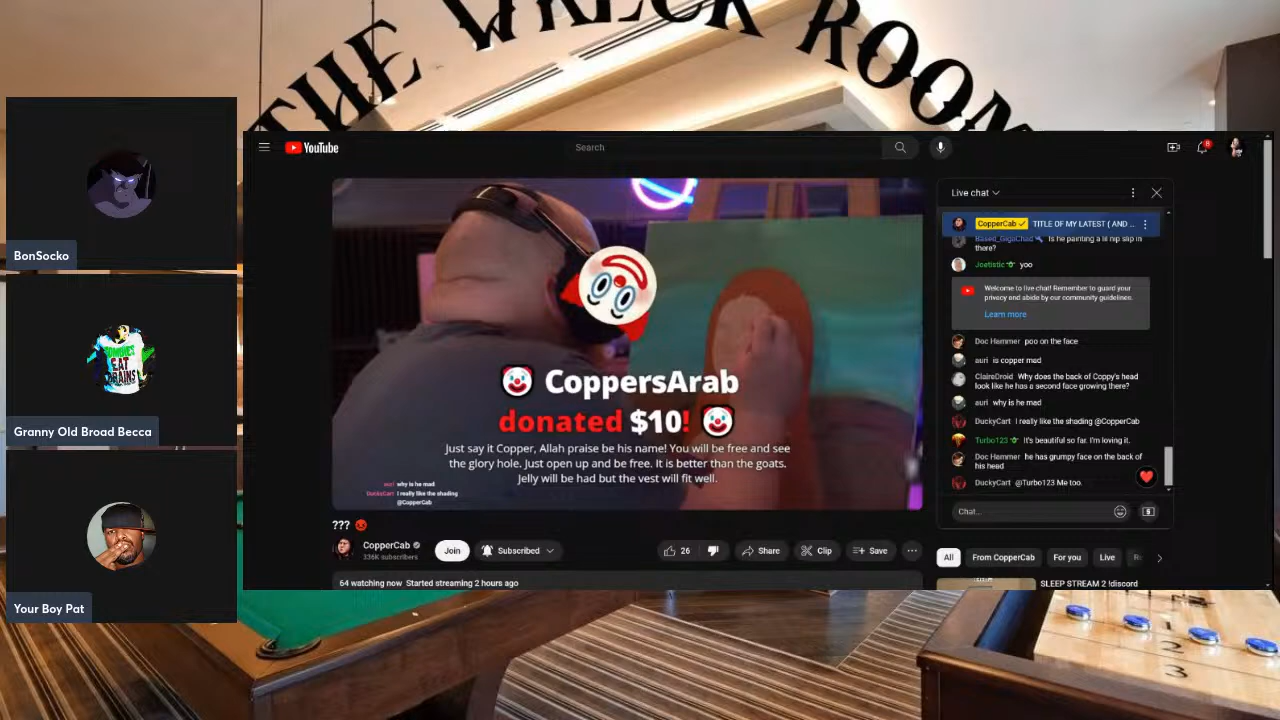 THE WRECK ROOM
BonSocko
Granny Old Broad Becca
ZOMBIES
EAT
BRAINS
Your Boy Pat
YouTube
Search
8
CoppersArab
donated $10!
Just say it Copper, Allah praise be his name! You will be free and see
the glory hole. Just open up and be free. It is better than the goats.
Jelly will be had but the vest will fit well.
auri why is he mad
DuckyCart I really like the shading
@CopperCab
???
CopperCab
336K subscribers
Join
Subscribed
26
Share
Clip
Save
64 watching now Started streaming 2 hours ago
Live chat
CopperCab TITLE OF MY LATEST ( AND ...
Based_GigaChad Is he painting a lil nip slip in
there?
Joetistic yoo
Welcome to live chat! Remember to guard your
privacy and abide by our community guidelines.
Learn more
Doc Hammer poo on the face
auri is copper mad
ClaireDroid Why does the back of Coppy's head
look like he has a second face growing there?
auri why is he mad
DuckyCart I really like the shading @CopperCab
Turbo123 It's beautiful so far. I'm loving it.
Doc Hammer he has grumpy face on the back of
his head
DuckyCart @Turbo123 Me too.
Chat...
All
From CopperCab
For you
Live
SLEEP STREAM 2 !discord
1
2
3